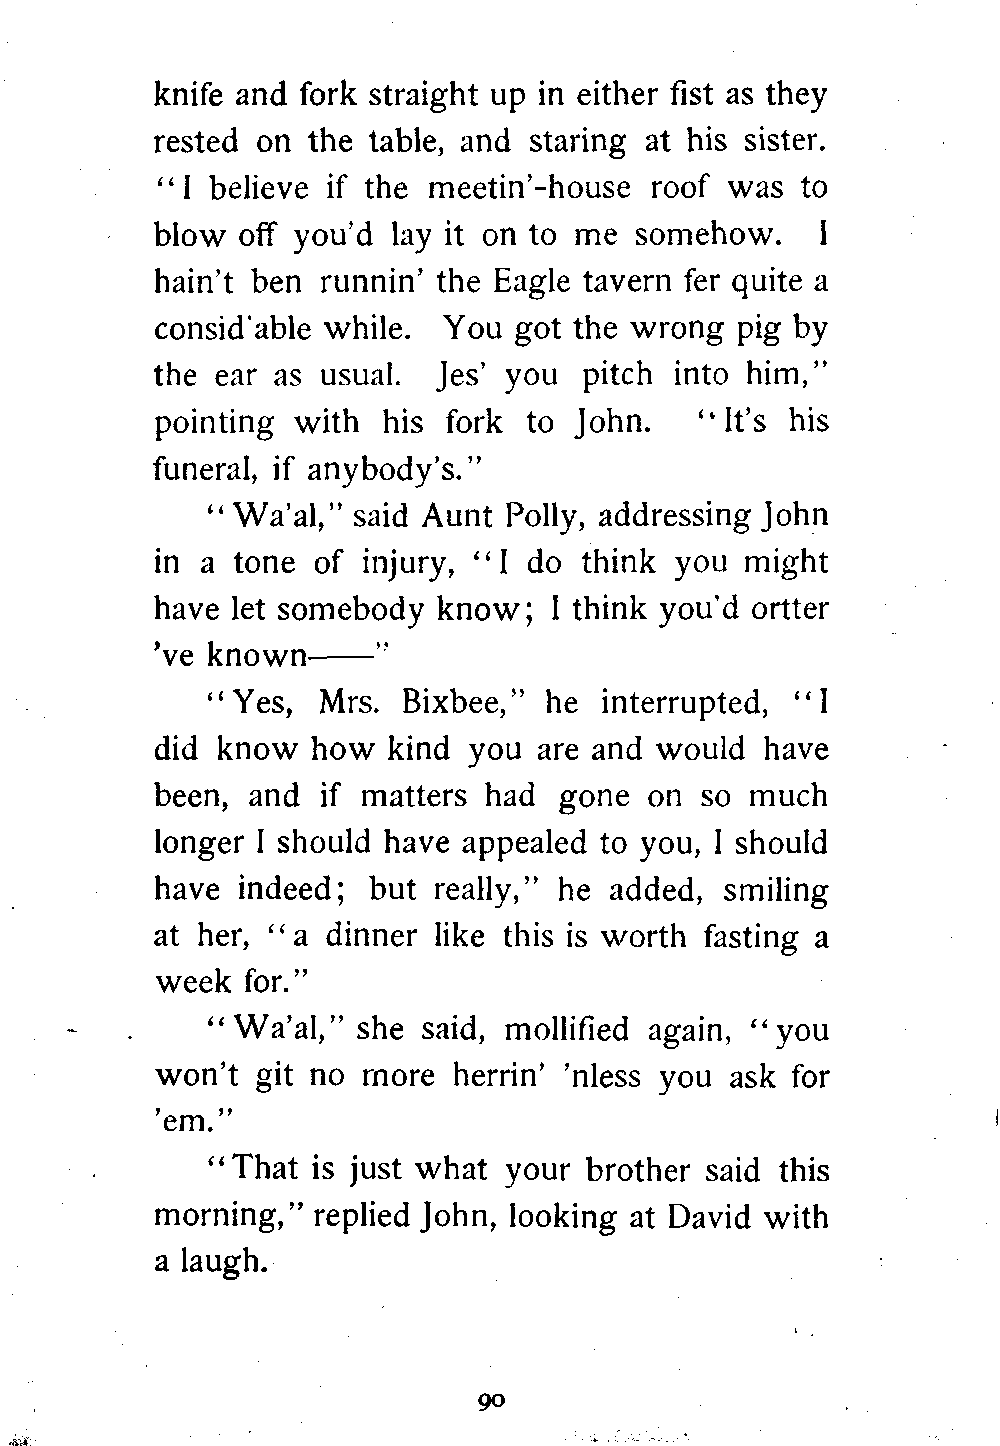 knife and fork straight up in either fist as they
rested on the table, and staring at his sister.
“I believe if the meetin’-house roof was to
blow off you’d lay it on to me somehow. I
hain’t ben runnin’ the Eagle tavern fer quite a
consid’able while. You got the wrong pig by
the ear as usual. Jes’ you pitch into him,”
pointing with his fork to John. “It’s his
funeral, if anybody’s.”
“Wa’al,” said Aunt Polly, addressing John
in a tone of injury, “I do think you might
have let somebody know; I think you’d ortter
’ve known——”
“Yes, Mrs. Bixbee,” he interrupted, “I
did know how kind you are and would have
been, and if matters had gone on so much
longer I should have appealed to you, I should
have indeed; but really,” he added, smiling
at her, “a dinner like this is worth fasting a
week for.”
“Wa’al,” she said, mollified again, “you
won’t git no more herrin’ ’nless you ask for
’em.”
“That is just what your brother said this
morning,” replied John, looking at David with
a laugh.
90